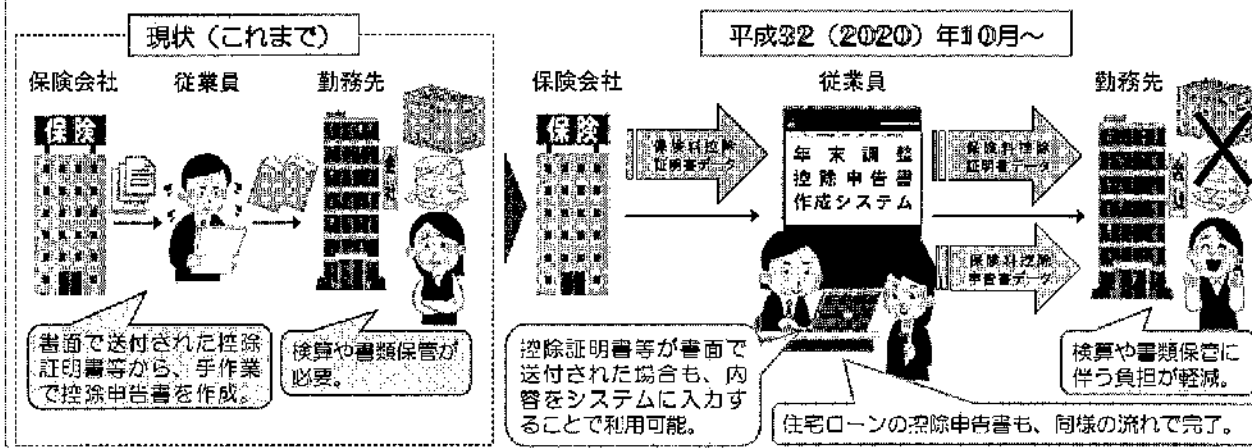 現状（これまで）
保険会社
従業員
勤務先
保険
会社
書面で送付された控除
証明書等から、手作業
で控除申告書を作成。
検算や書類保管が
必要。
平成32（2020）年10月～
保険会社
従業員
勤務先
保険
保険料控除
証明書データ
年末調整
控除申告書
作成システム
保険料控除
証明書データ
保険料控除
申告書データ
会社
控除証明書等が書面で
送付された場合も、内
容をシステムに入力す
ることで利用可能。
検算や書類保管に
伴う負担が軽減。
住宅ローンの控除申告書も、同様の流れで完了。